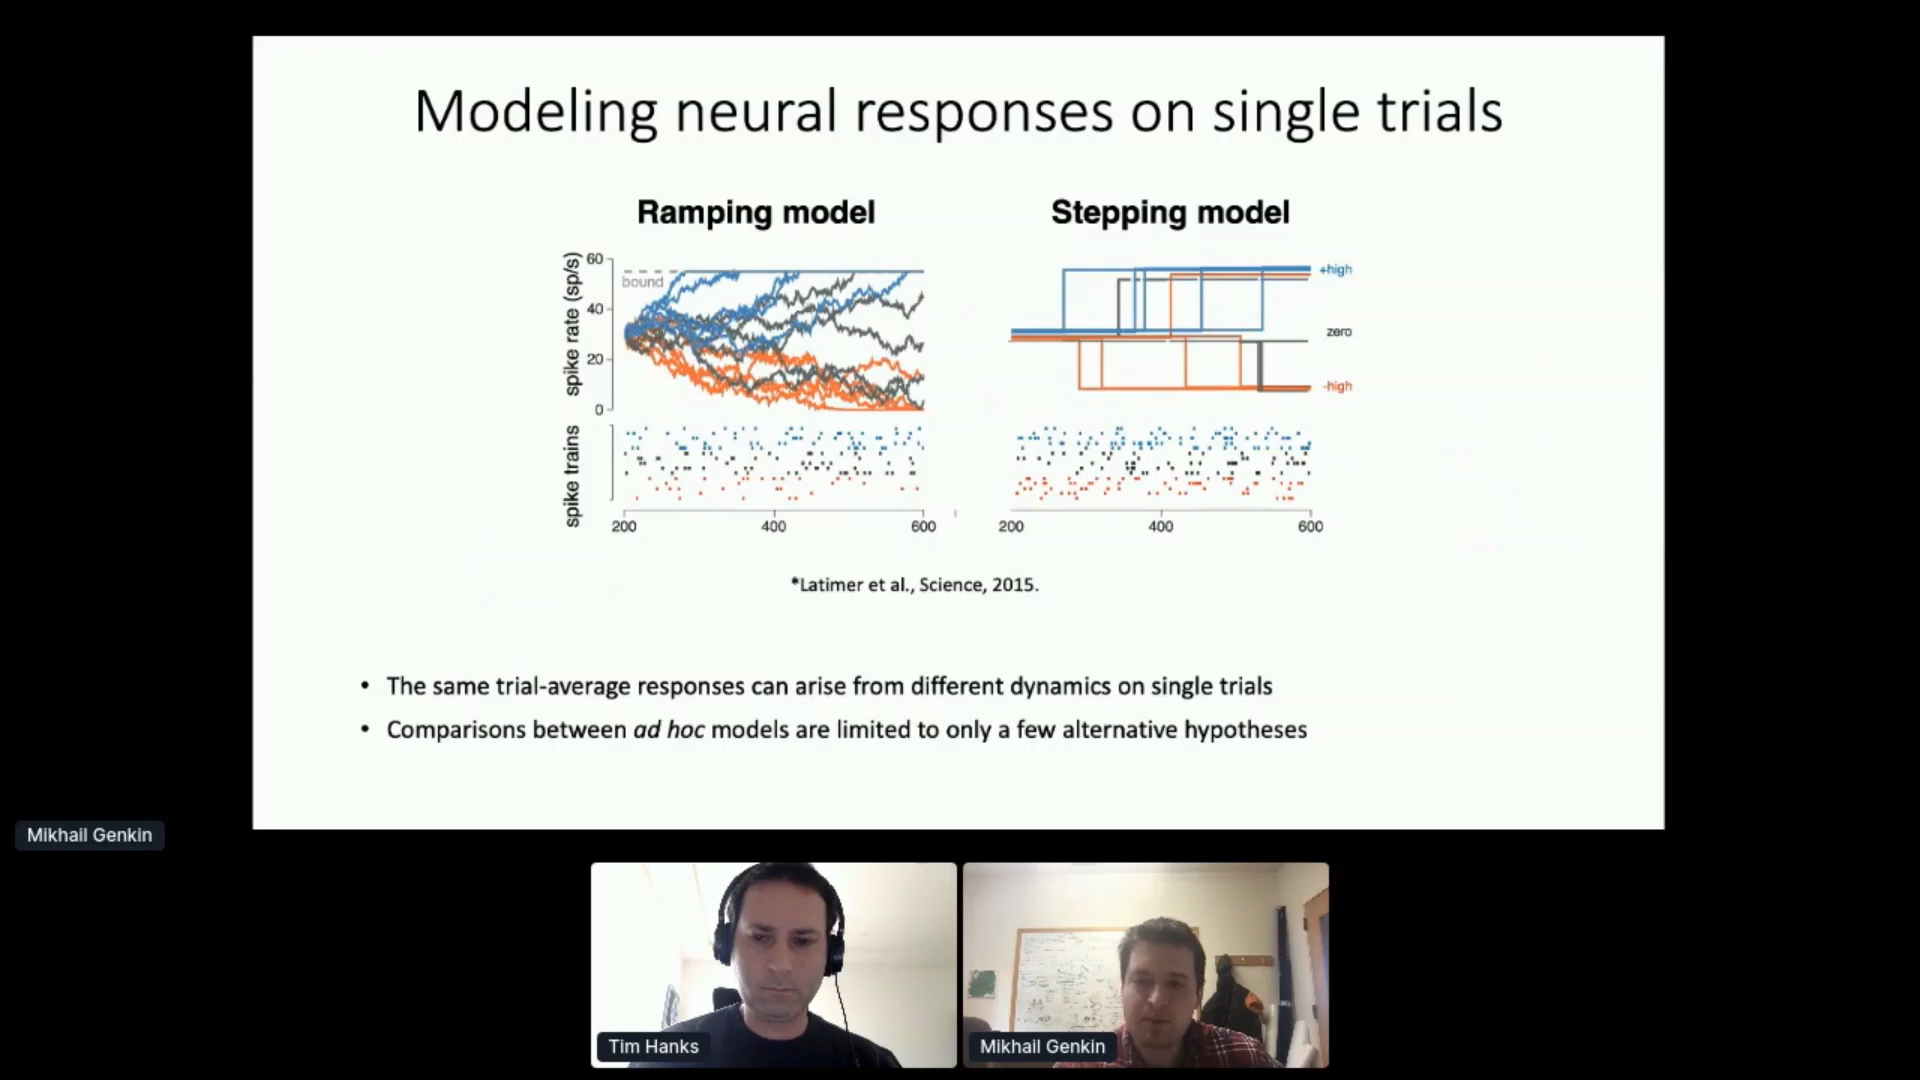 Modeling neural responses on single trials
Ramping model
Stepping model
spike rate (sp/s)
60
40
20
0
bound
+high
zero
-high
spike trains
200
400
600
200
400
600
*Latimer et al., Science, 2015.
• The same trial-average responses can arise from different dynamics on single trials
• Comparisons between ad hoc models are limited to only a few alternative hypotheses
Mikhail Genkin
Tim Hanks
Mikhail Genkin